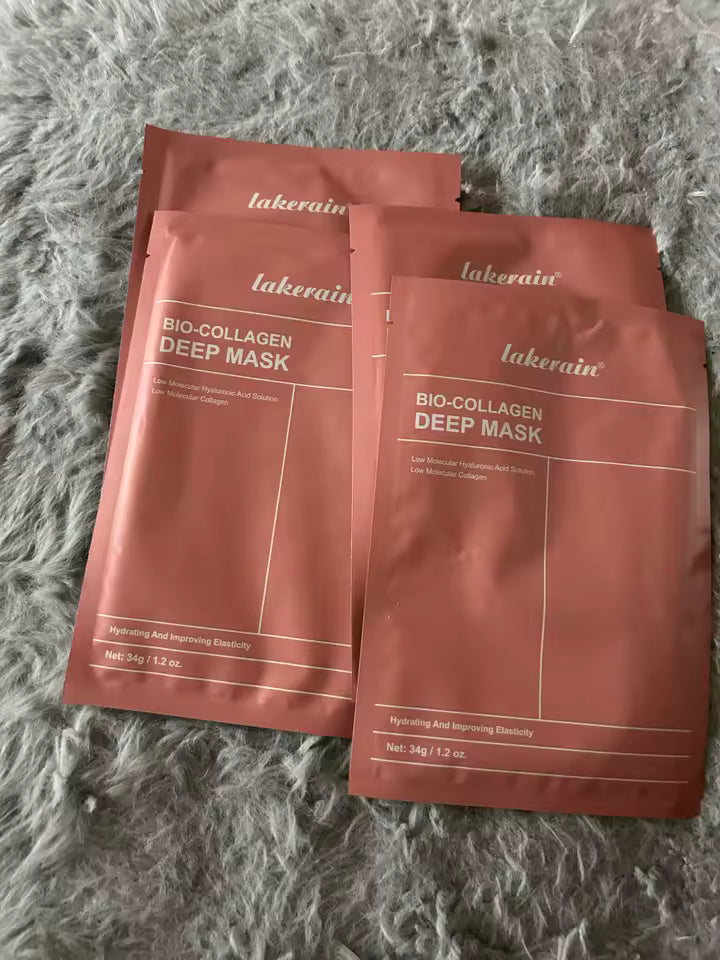 lakerain
lakerain
BIO-COLLAGEN
DEEP MASK
Low Molecular Hyaluronic Acid Solution
Low Molecular Collagen
Hydrating And Improving Elasticity
Net: 34g / 1.2 oz.
lakerain®
lakerain®
BIO-COLLAGEN
DEEP MASK
Low Molecular Hyaluronic Acid Solution
Low Molecular Collagen
Hydrating And Improving Elasticity
Net: 34g / 1.2 oz.